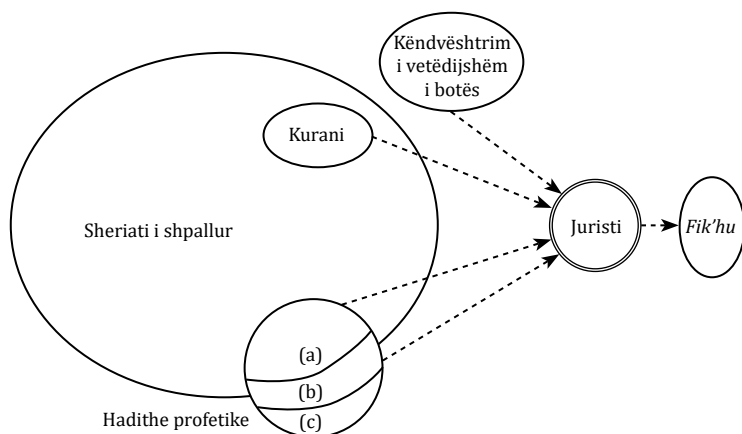 Këndvështrim
i vetëdijshëm
i botës
Kurani
Sheriati i shpallur
Juristi
Fik’hu
(a)
(b)
(c)
Hadithe profetike